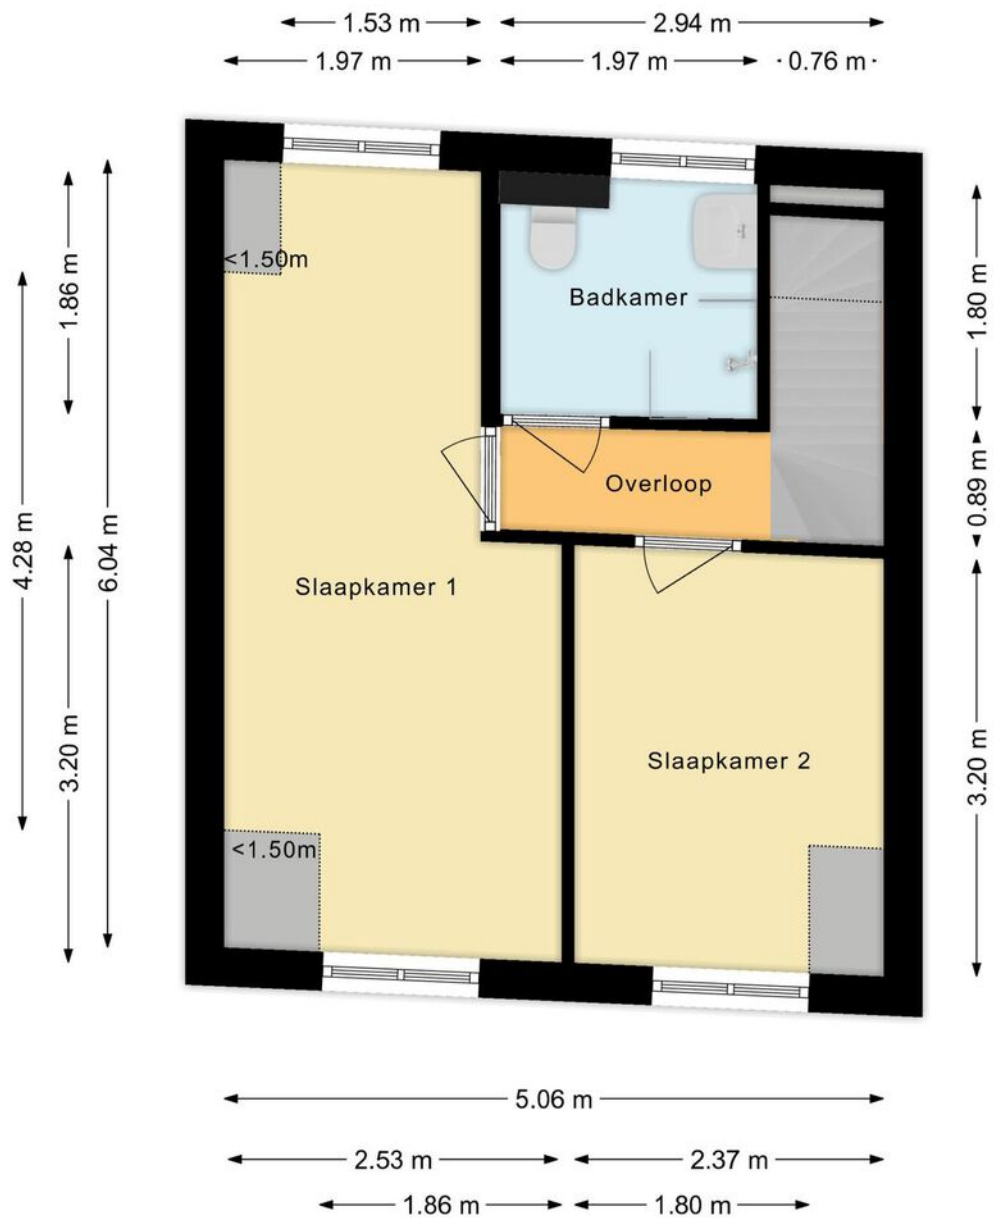 1.53 m
2.94 m
1.97 m
1.97 m
0.76 m
<1.50m
1.86 m
Badkamer
1.80 m
Overloop
0.89 m
4.28 m
6.04 m
Slaapkamer 1
3.20 m
Slaapkamer 2
3.20 m
<1.50m
5.06 m
2.53 m
2.37 m
1.86 m
1.80 m